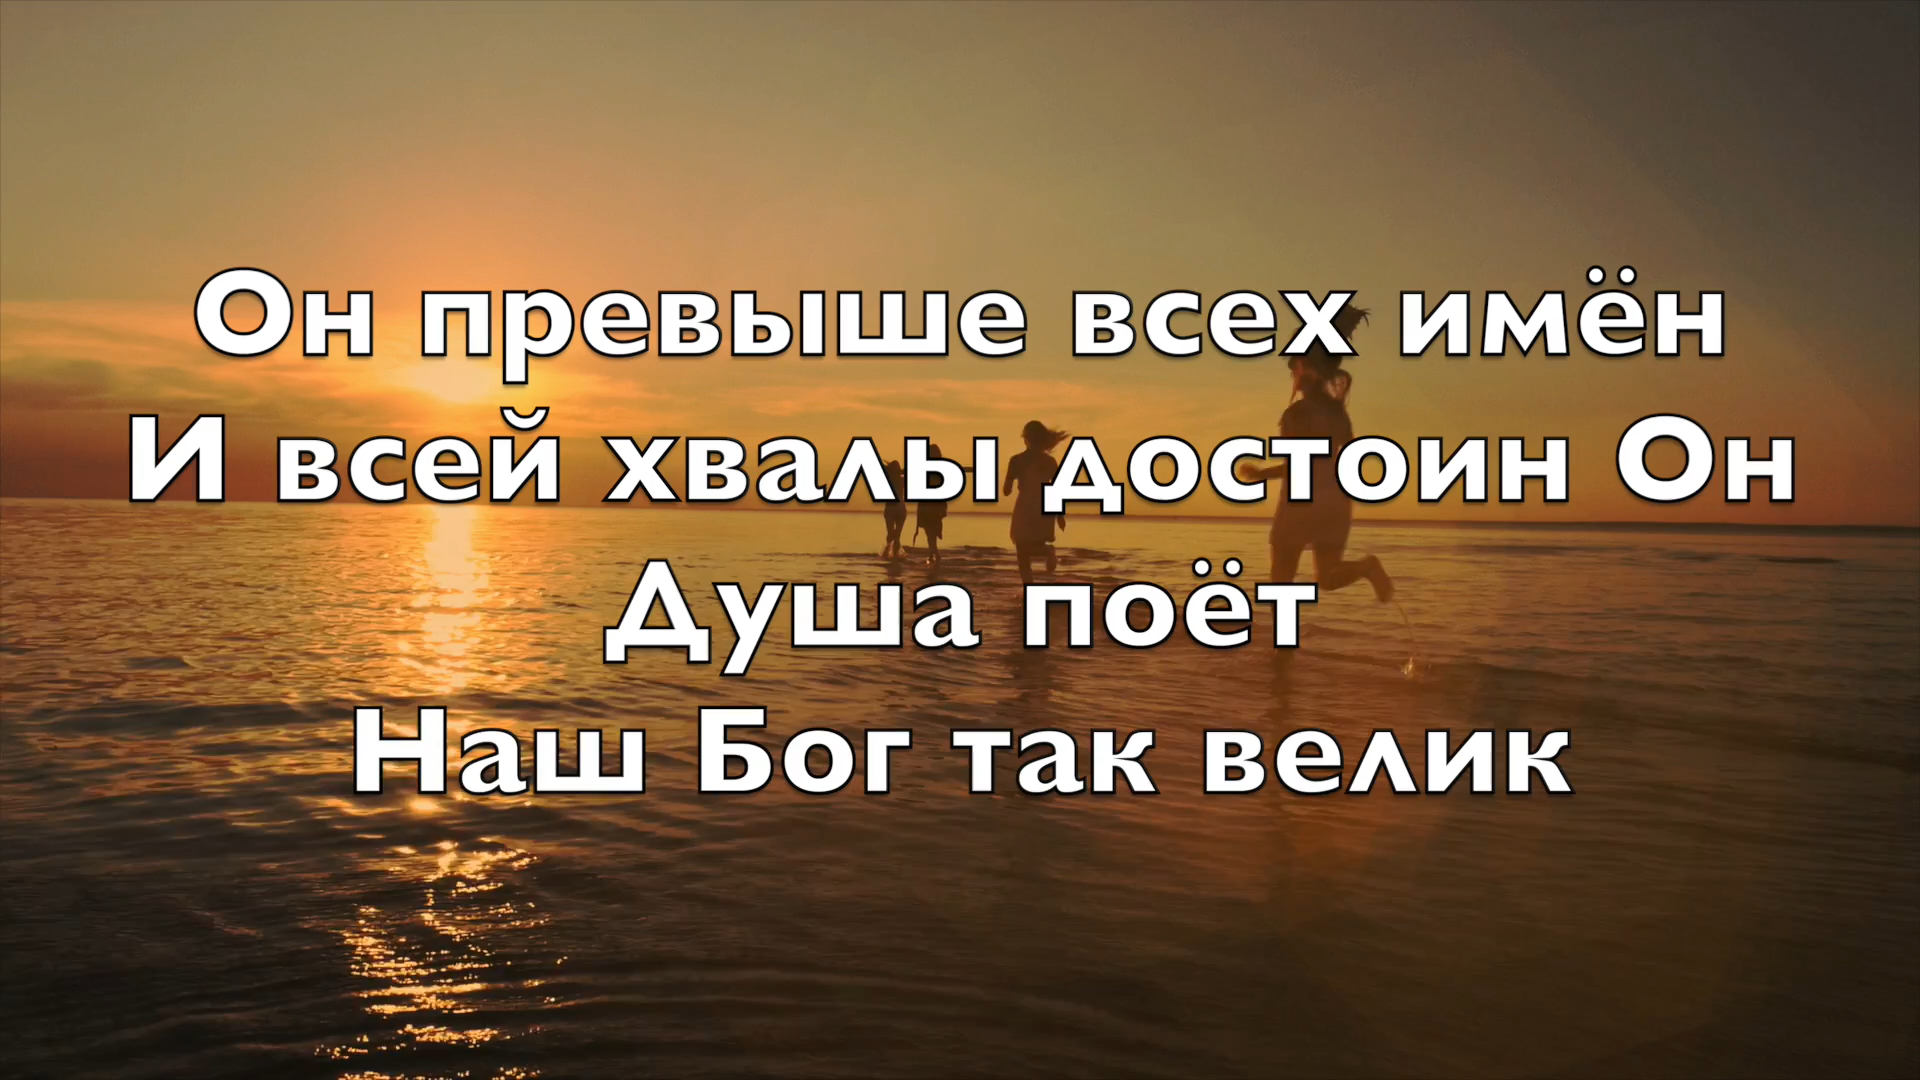 Он превыше всех имён
И всей хвалы достоин Он
Душа поёт
Наш Бог так велик